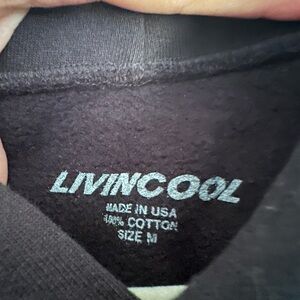 LIVINCOOL
MADE IN USA
100% COTTON
SIZE M